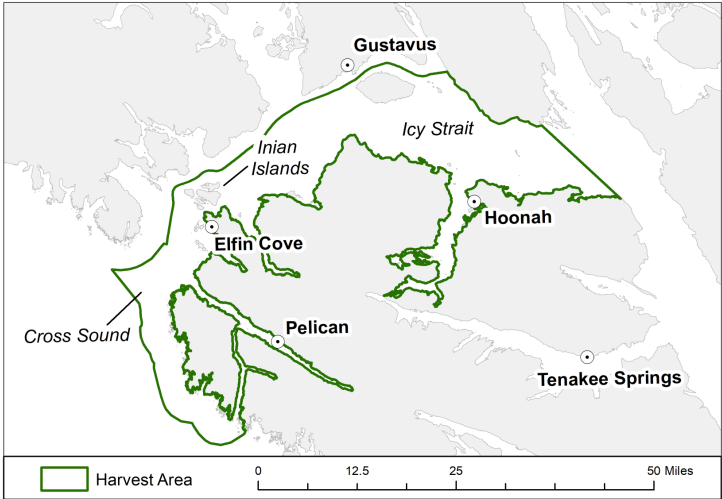 Gustavus
Icy Strait
Inian
Islands
Hoonah
Elfin Cove
Cross Sound
Pelican
Tenakee Springs
Harvest Area
0 12.5 25 50 Miles